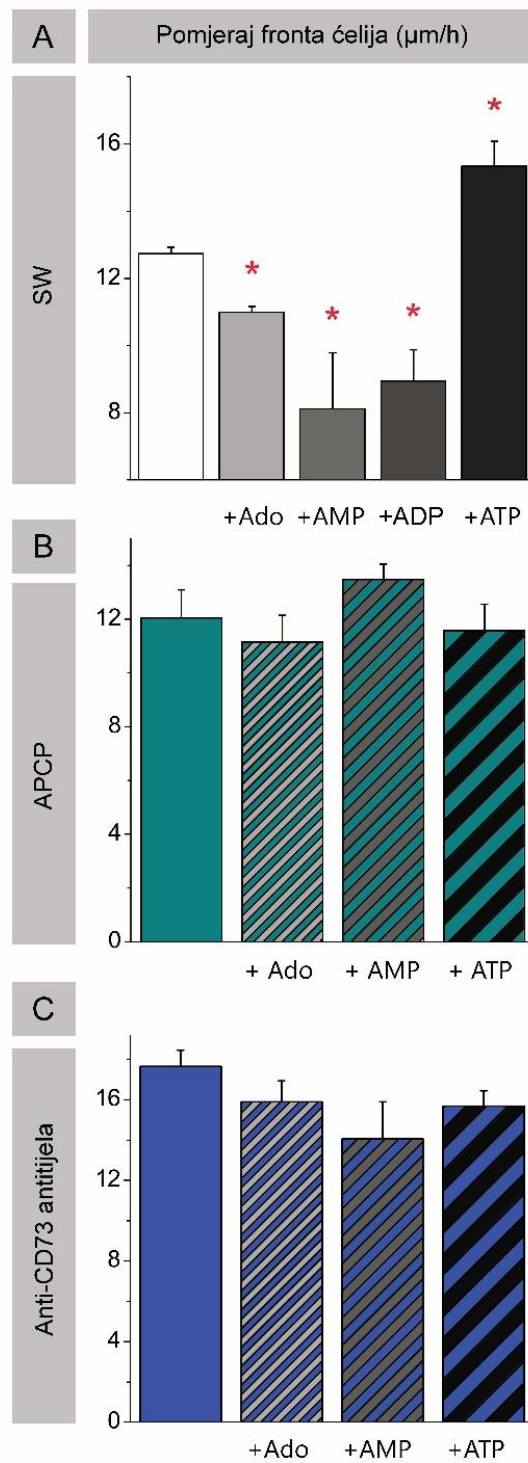 A
Pomjeraj fronta ćelija (µm/h)
SW
16
12
8
*
*
*
*
+Ado +AMP +ADP +ATP
B
APCP
12
8
4
0
+ Ado + AMP + ATP
C
Anti-CD73 antitijela
16
12
8
4
0
+Ado +AMP +ATP